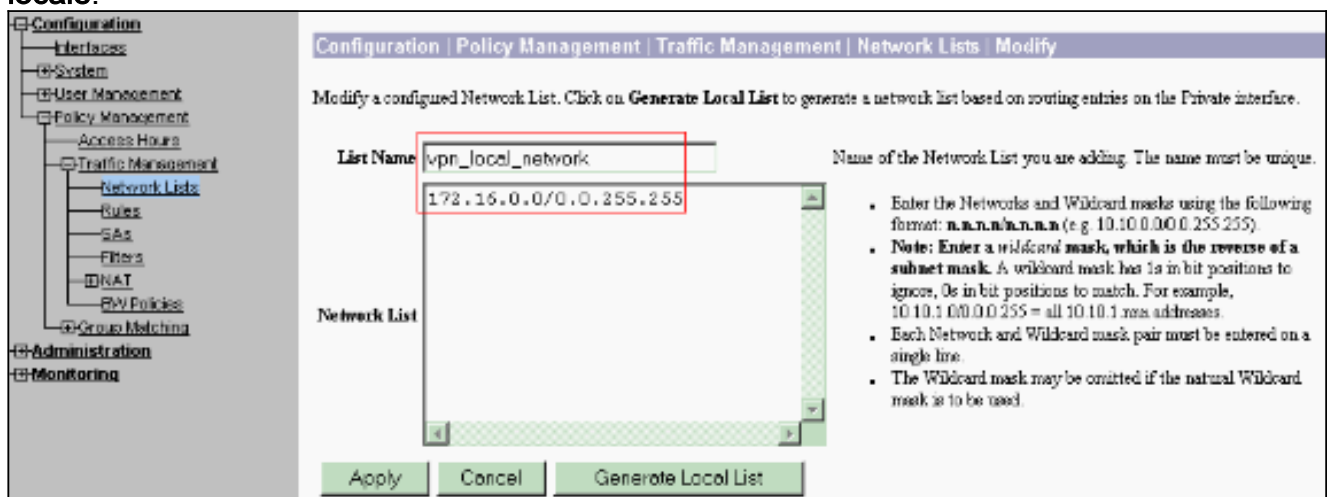 locale.
Configuration
Interfaces
System
User Management
Policy Management
Access Hours
Traffic Management
Network Lists
Rules
SAs
Filters
NAT
BW Policies
Group Matching
Administration
Monitoring
Configuration | Policy Management | Traffic Management | Network Lists | Modify
Modify a configured Network List. Click on Generate Local List to generate a network list based on routing entries on the Private interface.
List Name vpn_local_network Name of the Network List you are adding. The name must be unique.
Network List
172.16.0.0/0.0.255.255
• Enter the Networks and Wildcard masks using the following
format: n.n.n.n/n.n.n.n (e.g. 10.10.0.0/0.0.255.255).
• Note: Enter a wildcard mask, which is the reverse of a
subnet mask. A wildcard mask has 1s in bit positions to
ignore, 0s in bit positions to match. For example,
10.10.1.0/0.0.0.255 = all 10.10.1.nnn addresses.
• Each Network and Wildcard mask pair must be entered on a
single line.
• The Wildcard mask may be omitted if the natural Wildcard
mask is to be used.
Apply Cancel Generate Local List